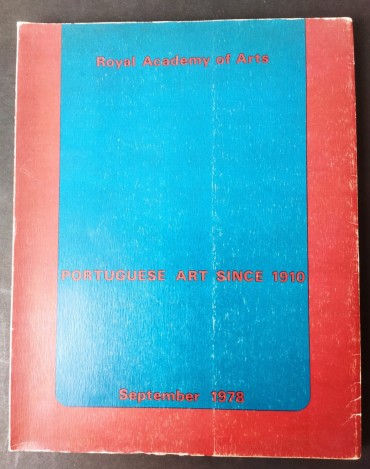 Royal Academy of Arts
PORTUGUESE ART SINCE 1910
September 1978